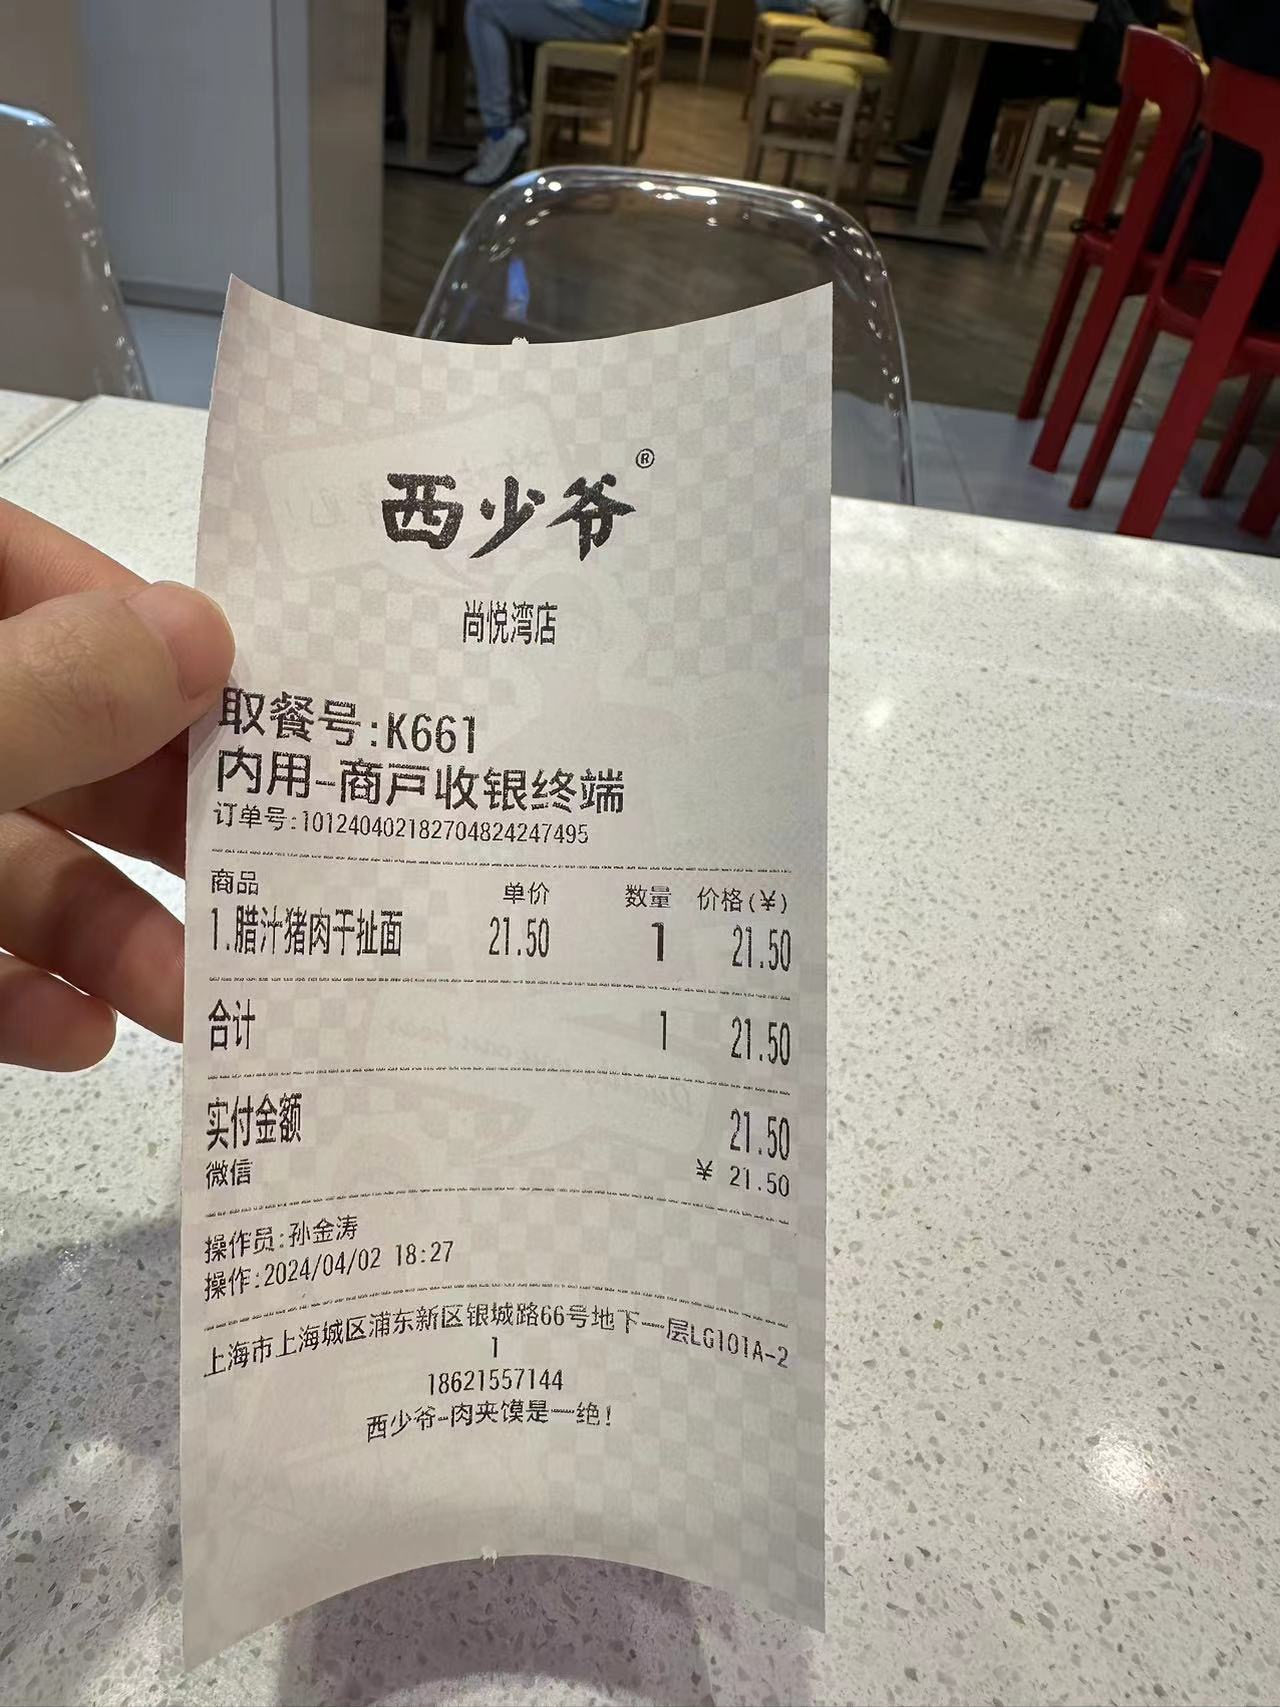 西少爷®
尚悦湾店
取餐号:K661
内用-商户收银终端
订单号:101240402182704824247495
商品 单价 数量 价格(¥)
1.腊汁猪肉干扯面 21.50 1 21.50
合计 1 21.50
实付金额 21.50
微信 ¥ 21.50
操作员:孙金涛
操作:2024/04/02 18:27
上海市上海城区浦东新区银城路66号地下一层LG101A-2
1
18621557144
西少爷-肉夹馍是一绝!